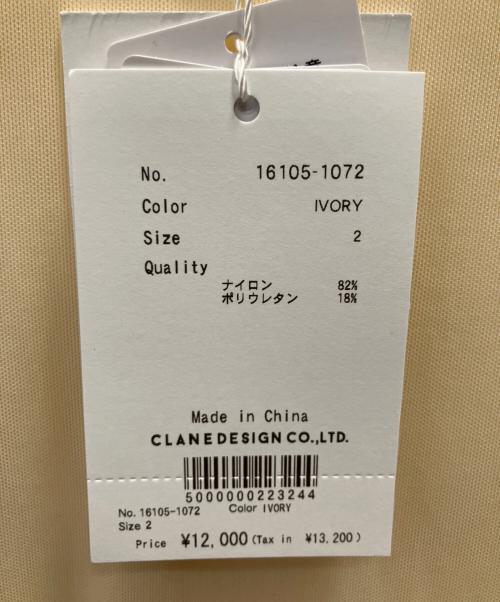 No. 16105-1072
Color IVORY
Size 2
Quality
ナイロン 82%
ポリウレタン 18%
Made in China
CLANEDESIGN CO.,LTD.
5000000223244
No. 16105-1072 Color IVORY
Size 2
Price ¥12,000 (Tax in ¥13,200)